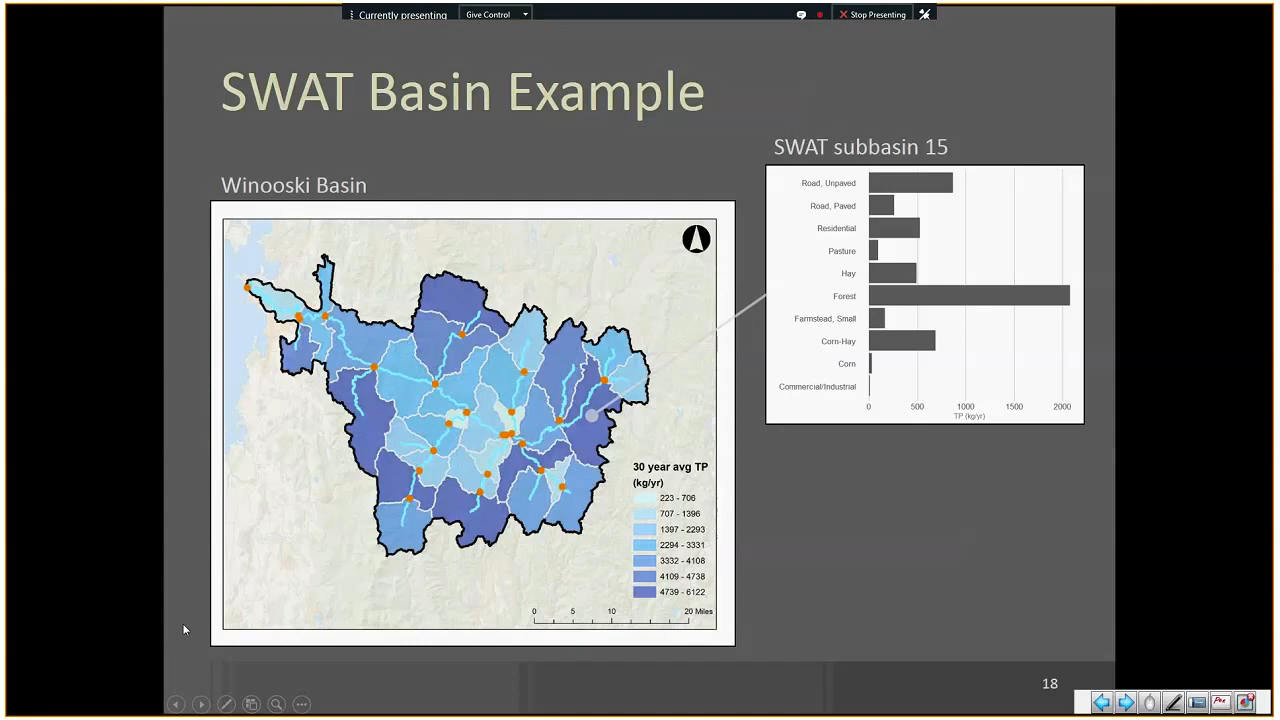 Currently presenting
Give Control
Stop Presenting
SWAT Basin Example
SWAT subbasin 15
Winooski Basin
Road, Unpaved
Road, Paved
Residential
Pasture
Hay
Forest
Farmstead, Small
Corn-Hay
Corn
Commercial/Industrial
0 500 1000 1500 2000
TP (kg/yr)
30 year avg TP
(kg/yr)
223 - 706
707 - 1396
1397 - 2293
2294 - 3331
3332 - 4108
4109 - 4738
4739 - 6122
0 5 10 20 Miles
18